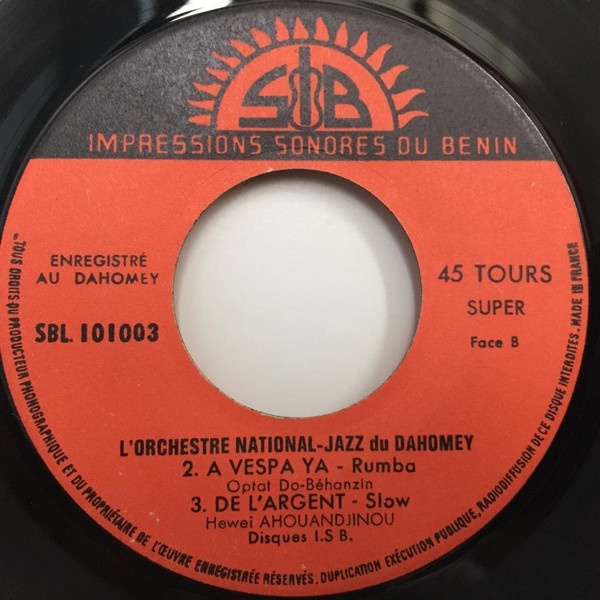 SIB
IMPRESSIONS SONORES DU BENIN
ENREGISTRÉ
AU DAHOMEY
SBL. 101003
45 TOURS
SUPER
Face B
L'ORCHESTRE NATIONAL-JAZZ du DAHOMEY
2. A VESPA YA - Rumba
Optat Do-Béhanzin
3. DE L'ARGENT - Slow
Hewei AHOUANDJINOU
Disques I.S B.
TOUS DROITS DU PRODUCTEUR PHONOGRAPHIQUE ET DU PROPRIÉTAIRE DE L'ŒUVRE ENREGISTRÉE RÉSERVÉS. DUPLICATION EXÉCUTION PUBLIQUE, RADIODIFFUSION DE CE DISQUE INTERDITES. MADE IN FRANCE